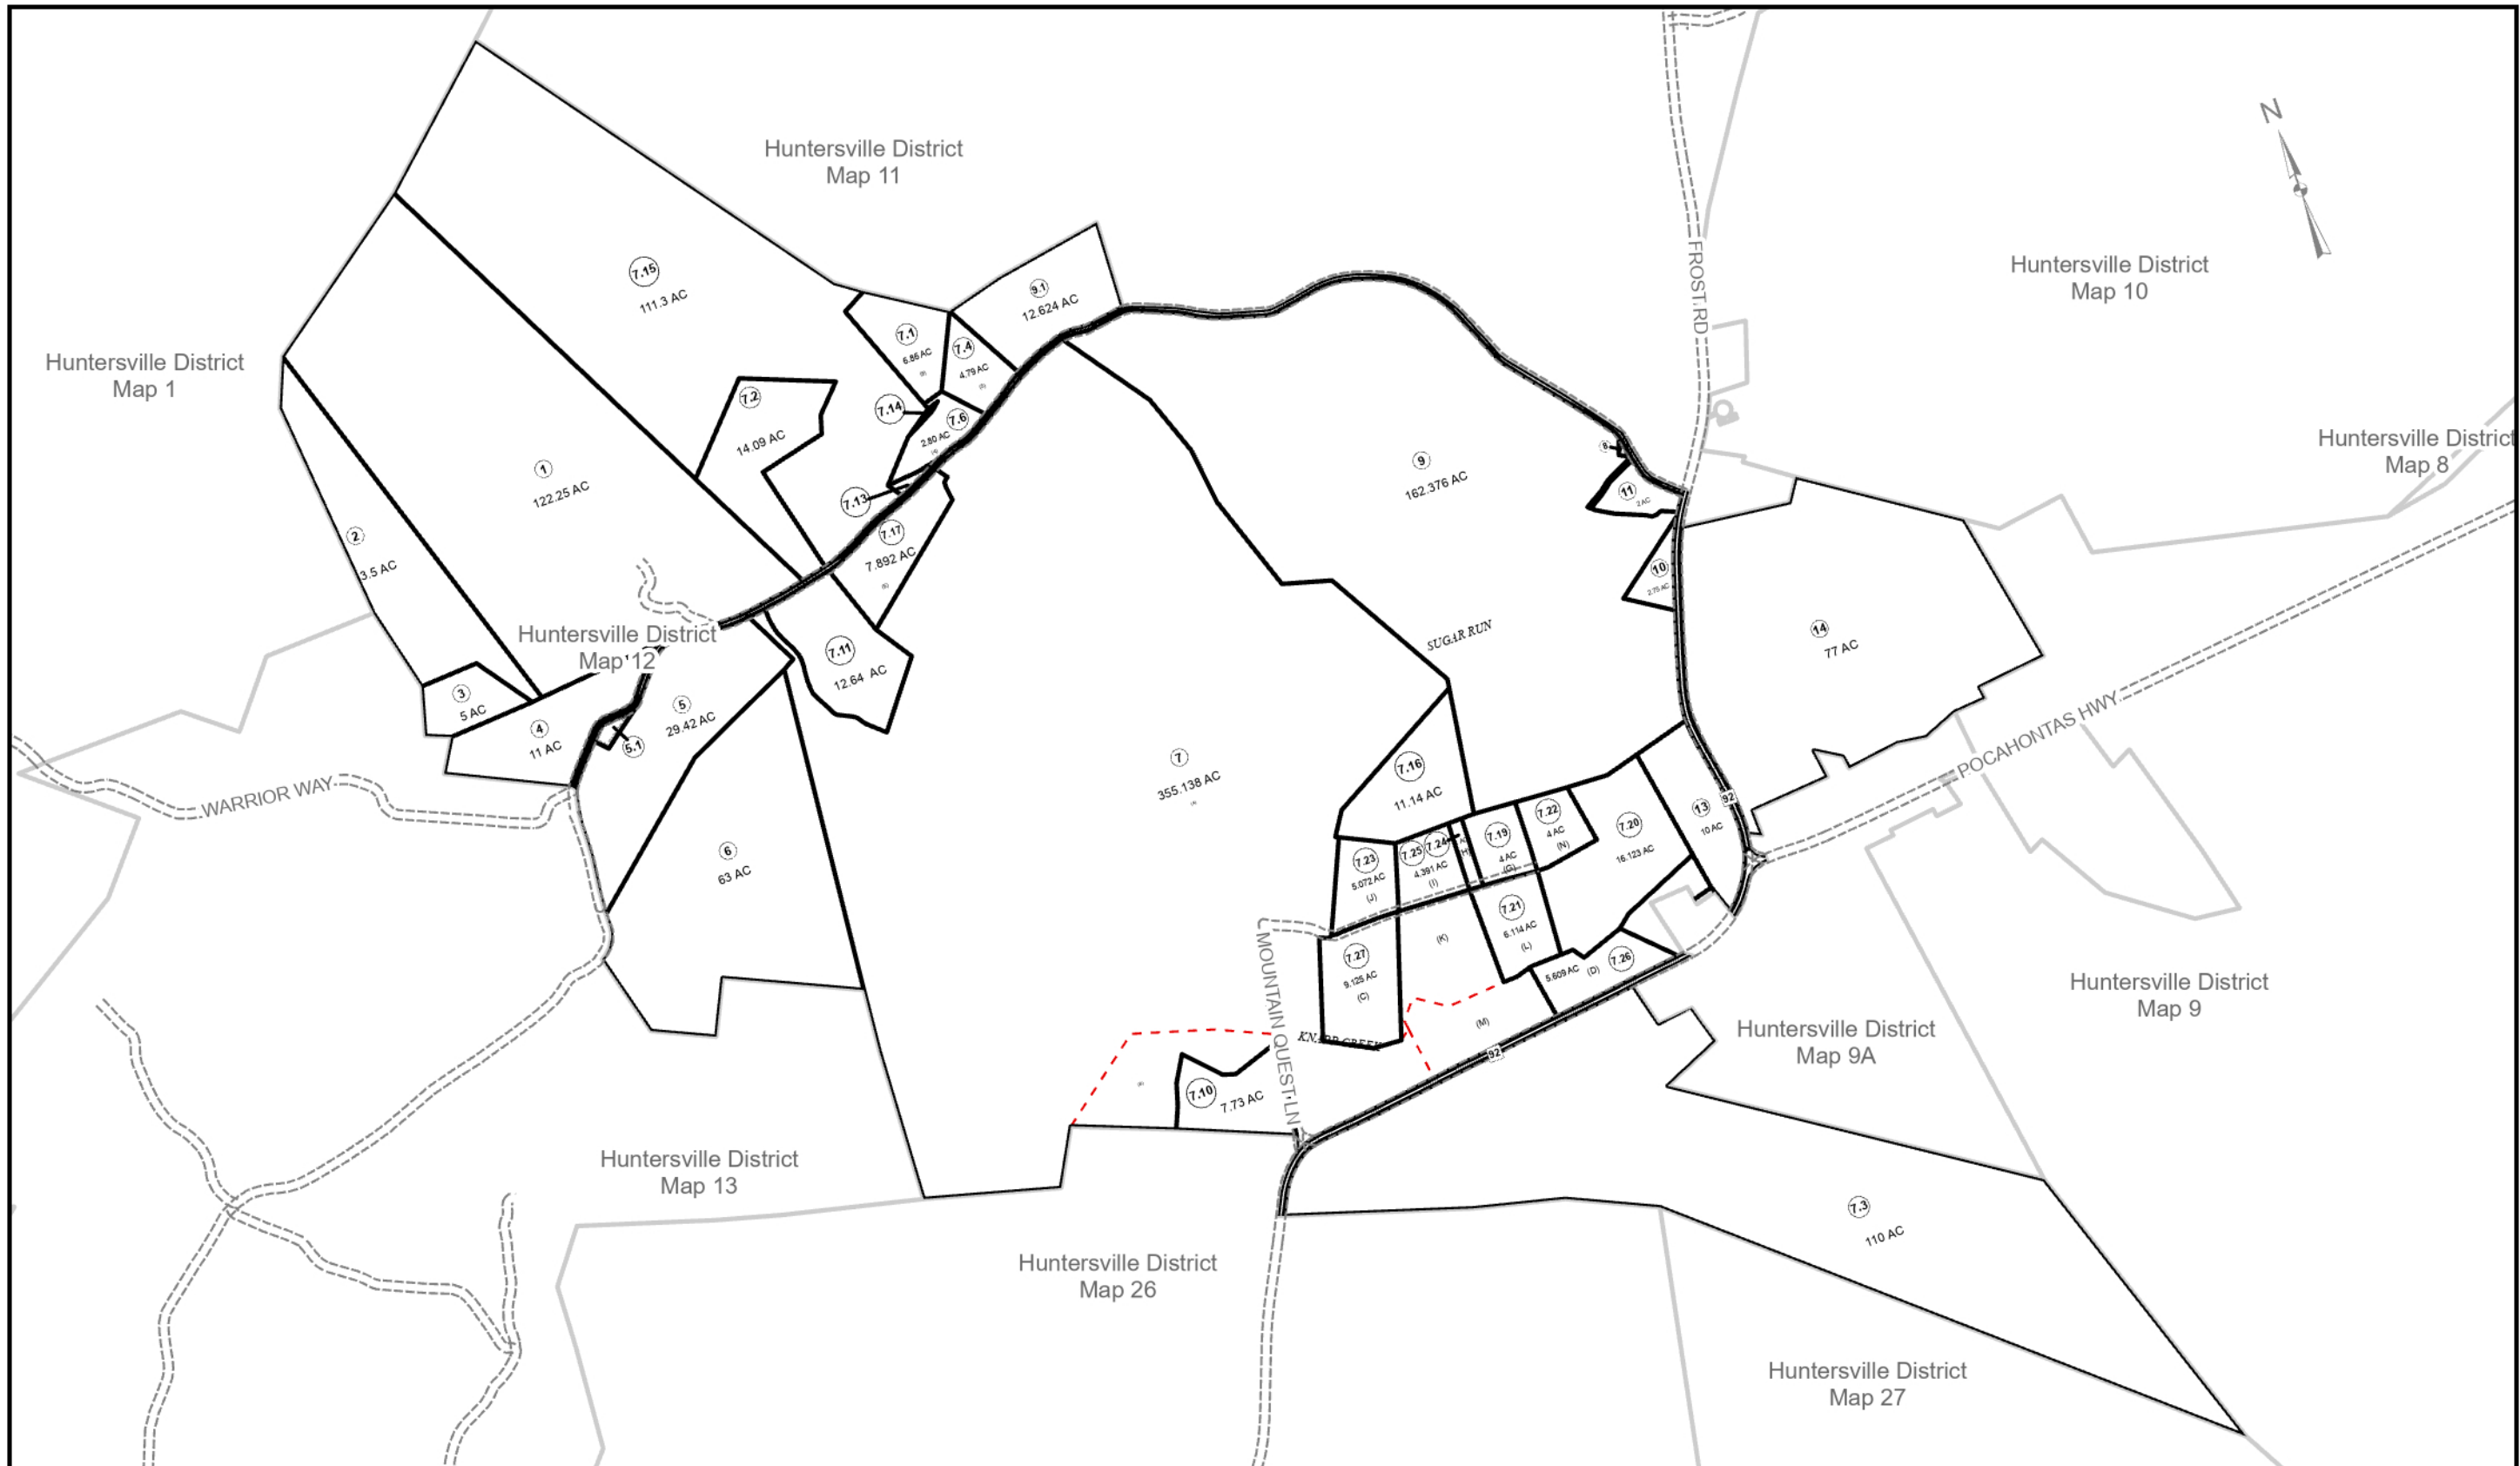 N
Huntersville District
Map 11
FROST RD
Huntersville District
Map 10
7.15
111.3 AC
9.1
12.624 AC
7.1
6.86 AC
7.4
4.79 AC
Huntersville District
Map 1
7.2
14.09 AC
7.14
7.6
2.80 AC
Huntersville District
Map 8
8
1
122.25 AC
9
162.376 AC
11
2 AC
7.13
2
3.5 AC
7.17
7.892 AC
10
2.75 AC
Huntersville District
Map 12
SUGAR RUN
14
77 AC
7.11
12.64 AC
3
5 AC
5
29.42 AC
4
11 AC
5.1
POCAHONTAS HWY
7
355.138 AC
7.16
11.14 AC
WARRIOR WAY
92
13
10 AC
7.22
4 AC
(N)
7.20
16.123 AC
7.19
4 AC
(G)
7.24
7.25
4.391 AC
(I)
7.23
5.072 AC
(J)
6
63 AC
7.21
6.114 AC
(L)
(K)
MOUNTAIN QUEST LN
7.27
9.125 AC
(C)
5.609 AC
(D)
7.26
Huntersville District
Map 9
(M)
KNAPP CREEK
92
Huntersville District
Map 9A
7.10
7.73 AC
Huntersville District
Map 13
7.3
110 AC
Huntersville District
Map 26
Huntersville District
Map 27